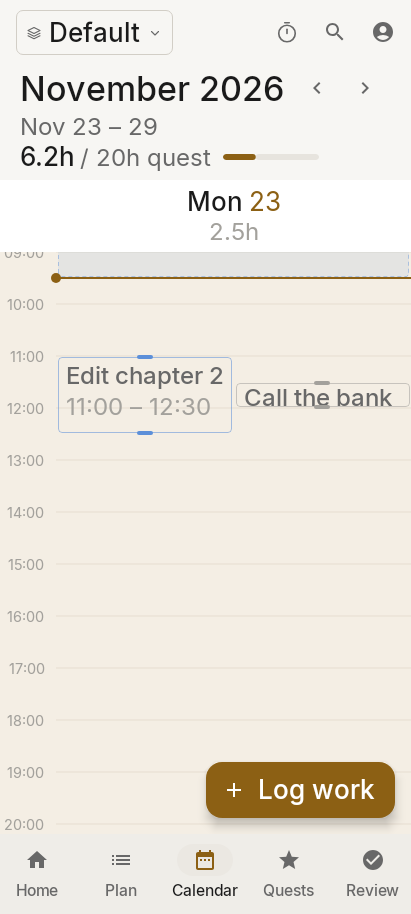 Default
November 2026
Nov 23 – 29
6.2h / 20h quest
Mon 23
2.5h
09:00
10:00
11:00
Edit chapter 2
11:00 – 12:30
Call the bank
12:00
13:00
14:00
15:00
16:00
17:00
18:00
19:00
Log work
20:00
Home
Plan
Calendar
Quests
Review